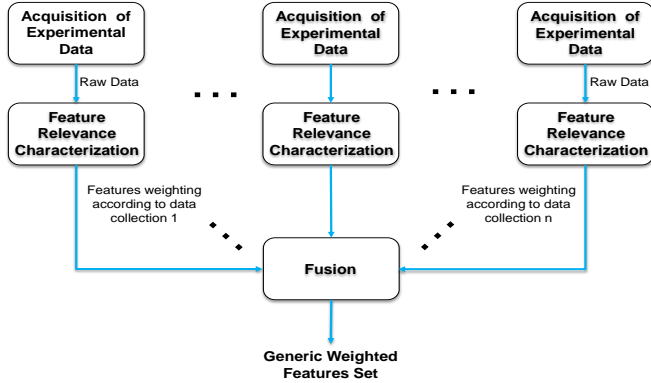 Acquisition of
Experimental
Data
Acquisition of
Experimental
Data
Acquisition of
Experimental
Data
Raw Data
Raw Data
Feature
Relevance
Characterization
Feature
Relevance
Characterization
Feature
Relevance
Characterization
Features weighting
according to data
collection 1
Features weighting
according to data
collection n
Fusion
Generic Weighted
Features Set